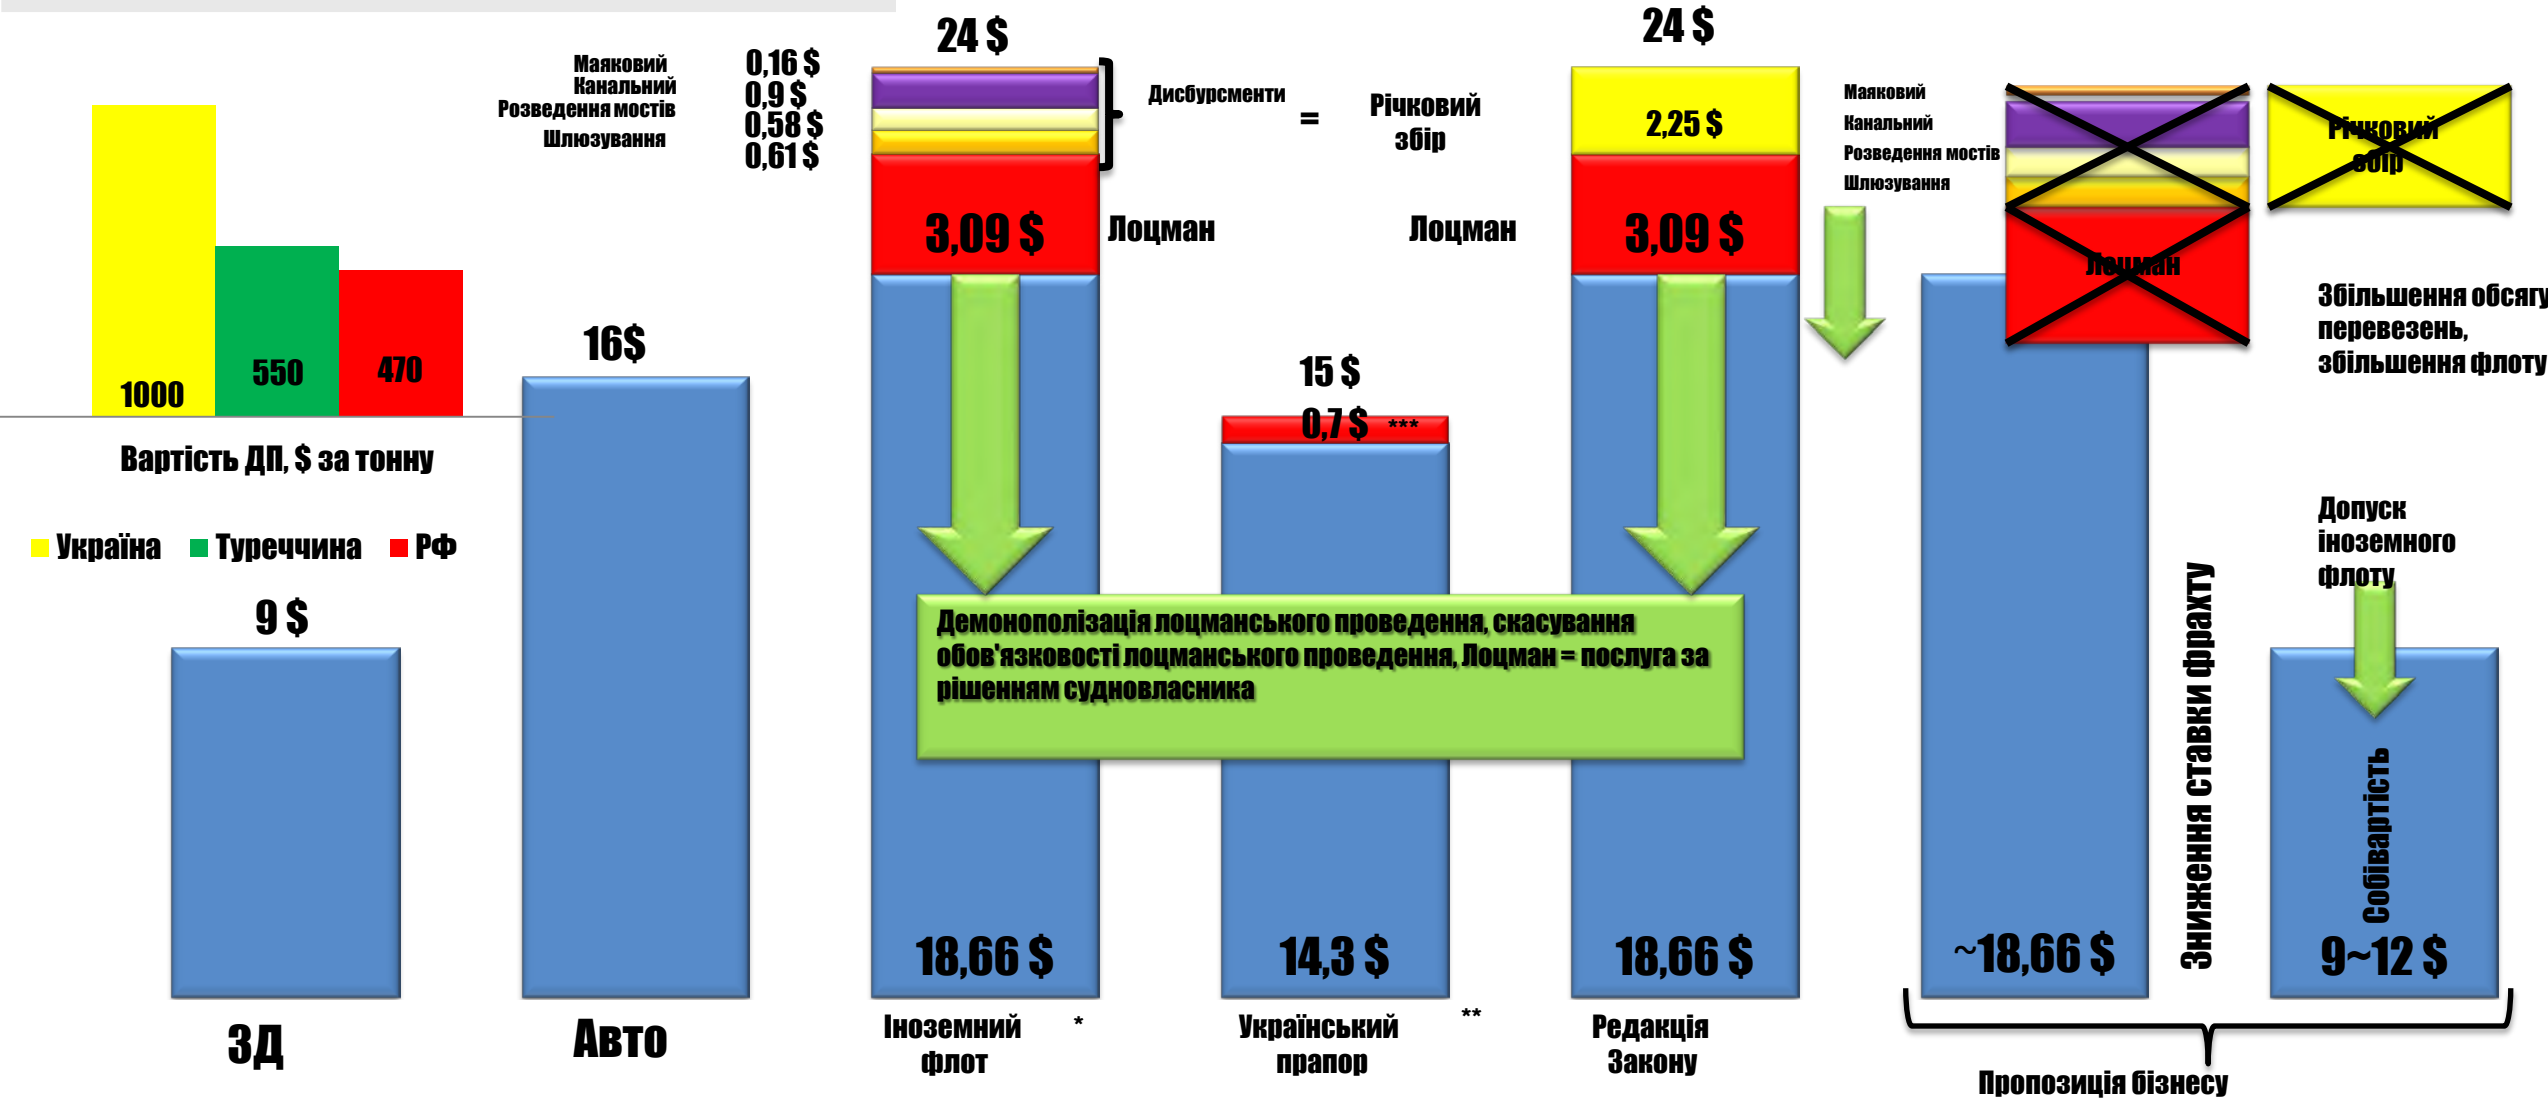 1000
550
470
Вартість ДП, $ за тонну
Україна
Туреччина
РФ
9 $
ЗД
16$
Авто
Маяковий
Канальний
Розведення мостів
Шлюзування
0,16 $
0,9 $
0,58 $
0,61 $
24 $
3,09 $
Лоцман
18,66 $
Іноземний *
флот
Дисбурсменти
=
Річковий
збір
15 $
0,7 $ ***
14,3 $
Український **
прапор
Лоцман
24 $
2,25 $
3,09 $
18,66 $
Редакція
Закону
Демонополізація лоцманського проведення, скасування
обов'язковості лоцманського проведення, Лоцман = послуга за
рішенням судновласника
Маяковий
Канальний
Розведення мостів
Шлюзування
Лоцман
~18,66 $
Річковий
збір
Збільшення обсягу
перевезень,
збільшення флоту
Зниження ставки фрахту
Допуск
іноземного
флоту
Собівартість
9~12 $
Пропозиція бізнесу